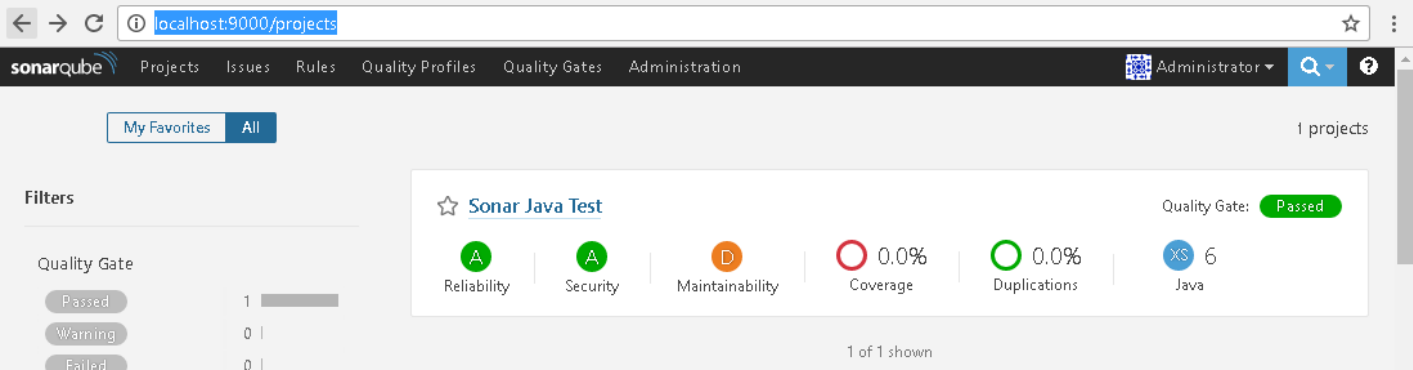 localhost:9000/projects
sonarqube Projects Issues Rules Quality Profiles Quality Gates Administration Administrator ?
My Favorites All 1 projects
Filters
Sonar Java Test Quality Gate: Passed
Quality Gate
A A D 0.0% 0.0% XS 6
Reliability Security Maintainability Coverage Duplications Java
Passed 1
Warning 0
Failed 0
1 of 1 shown